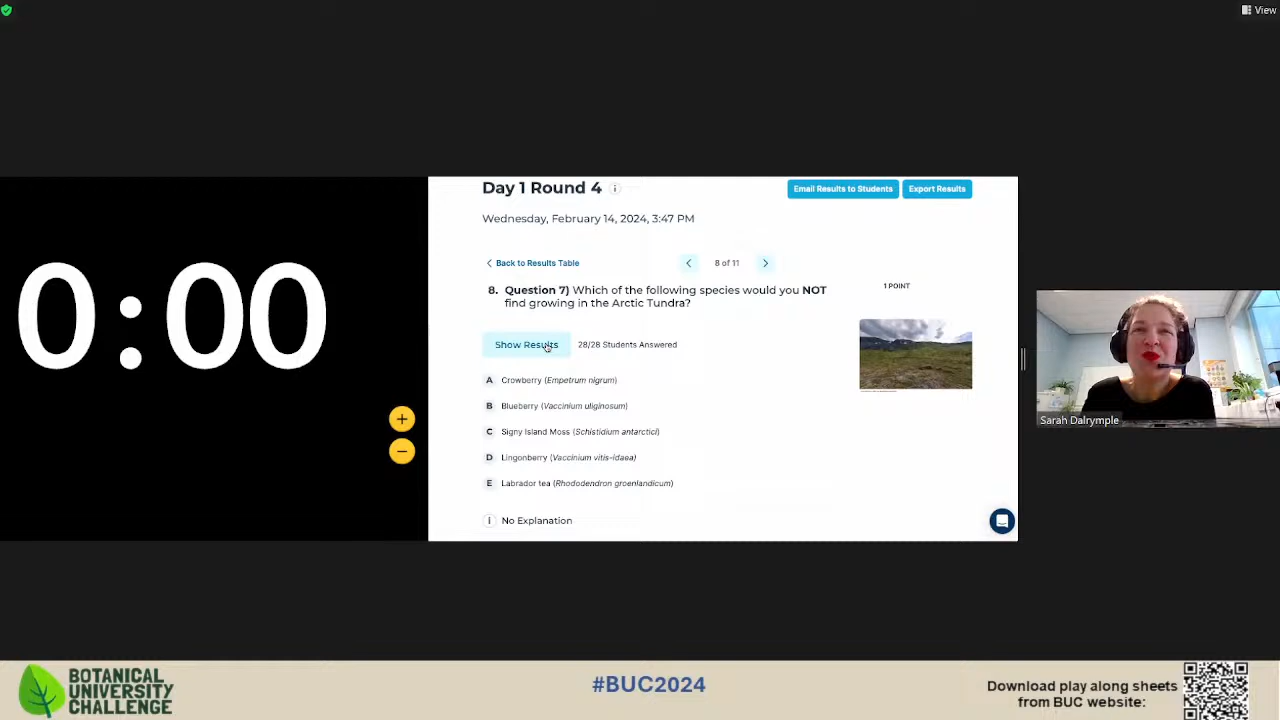 View
0:00
+
−
Day 1 Round 4
Email Results to Students
Export Results
Wednesday, February 14, 2024, 3:47 PM
Back to Results Table
8 of 11
8. Question 7) Which of the following species would you NOT
find growing in the Arctic Tundra?
1 POINT
Show Results
28/28 Students Answered
A Crowberry (Empetrum nigrum)
B Blueberry (Vaccinium uliginosum)
C Signy Island Moss (Schistidium antarctici)
D Lingonberry (Vaccinium vitis-idaea)
E Labrador tea (Rhododendron groenlandicum)
No Explanation
Sarah Dalrymple
BOTANICAL
UNIVERSITY
CHALLENGE
#BUC2024
Download play along sheets
from BUC website: